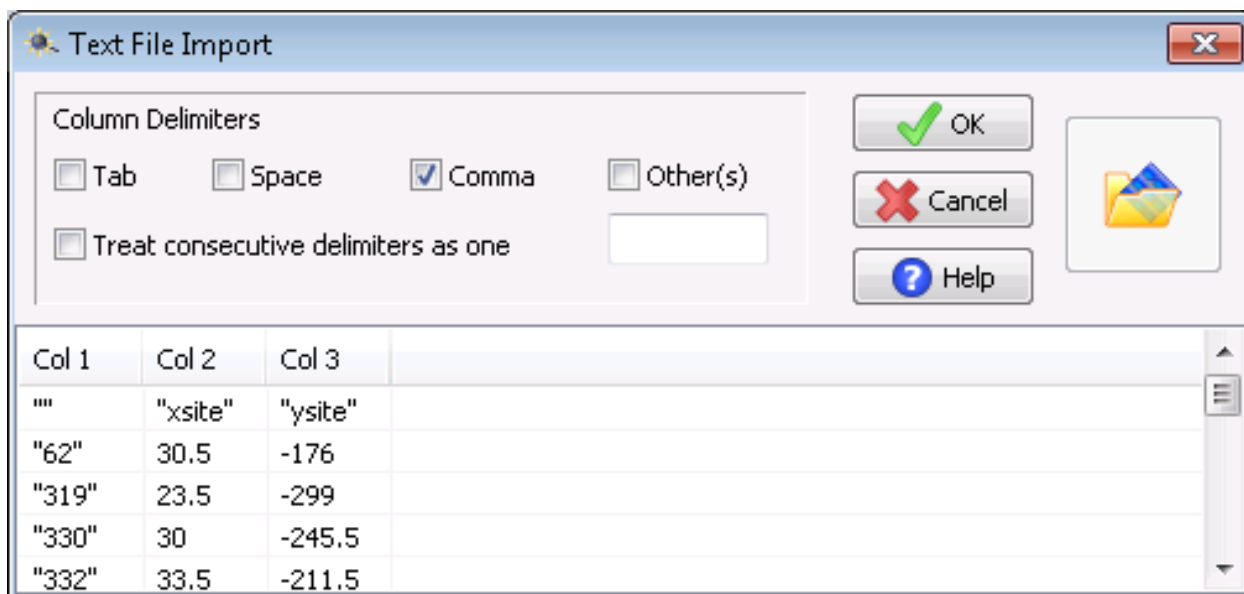 Text File Import
Column Delimiters
Tab Space Comma Other(s)
Treat consecutive delimiters as one
OK
Cancel
Help
Col 1 Col 2 Col 3
"" "xsite" "ysite"
"62" 30.5 -176
"319" 23.5 -299
"330" 30 -245.5
"332" 33.5 -211.5